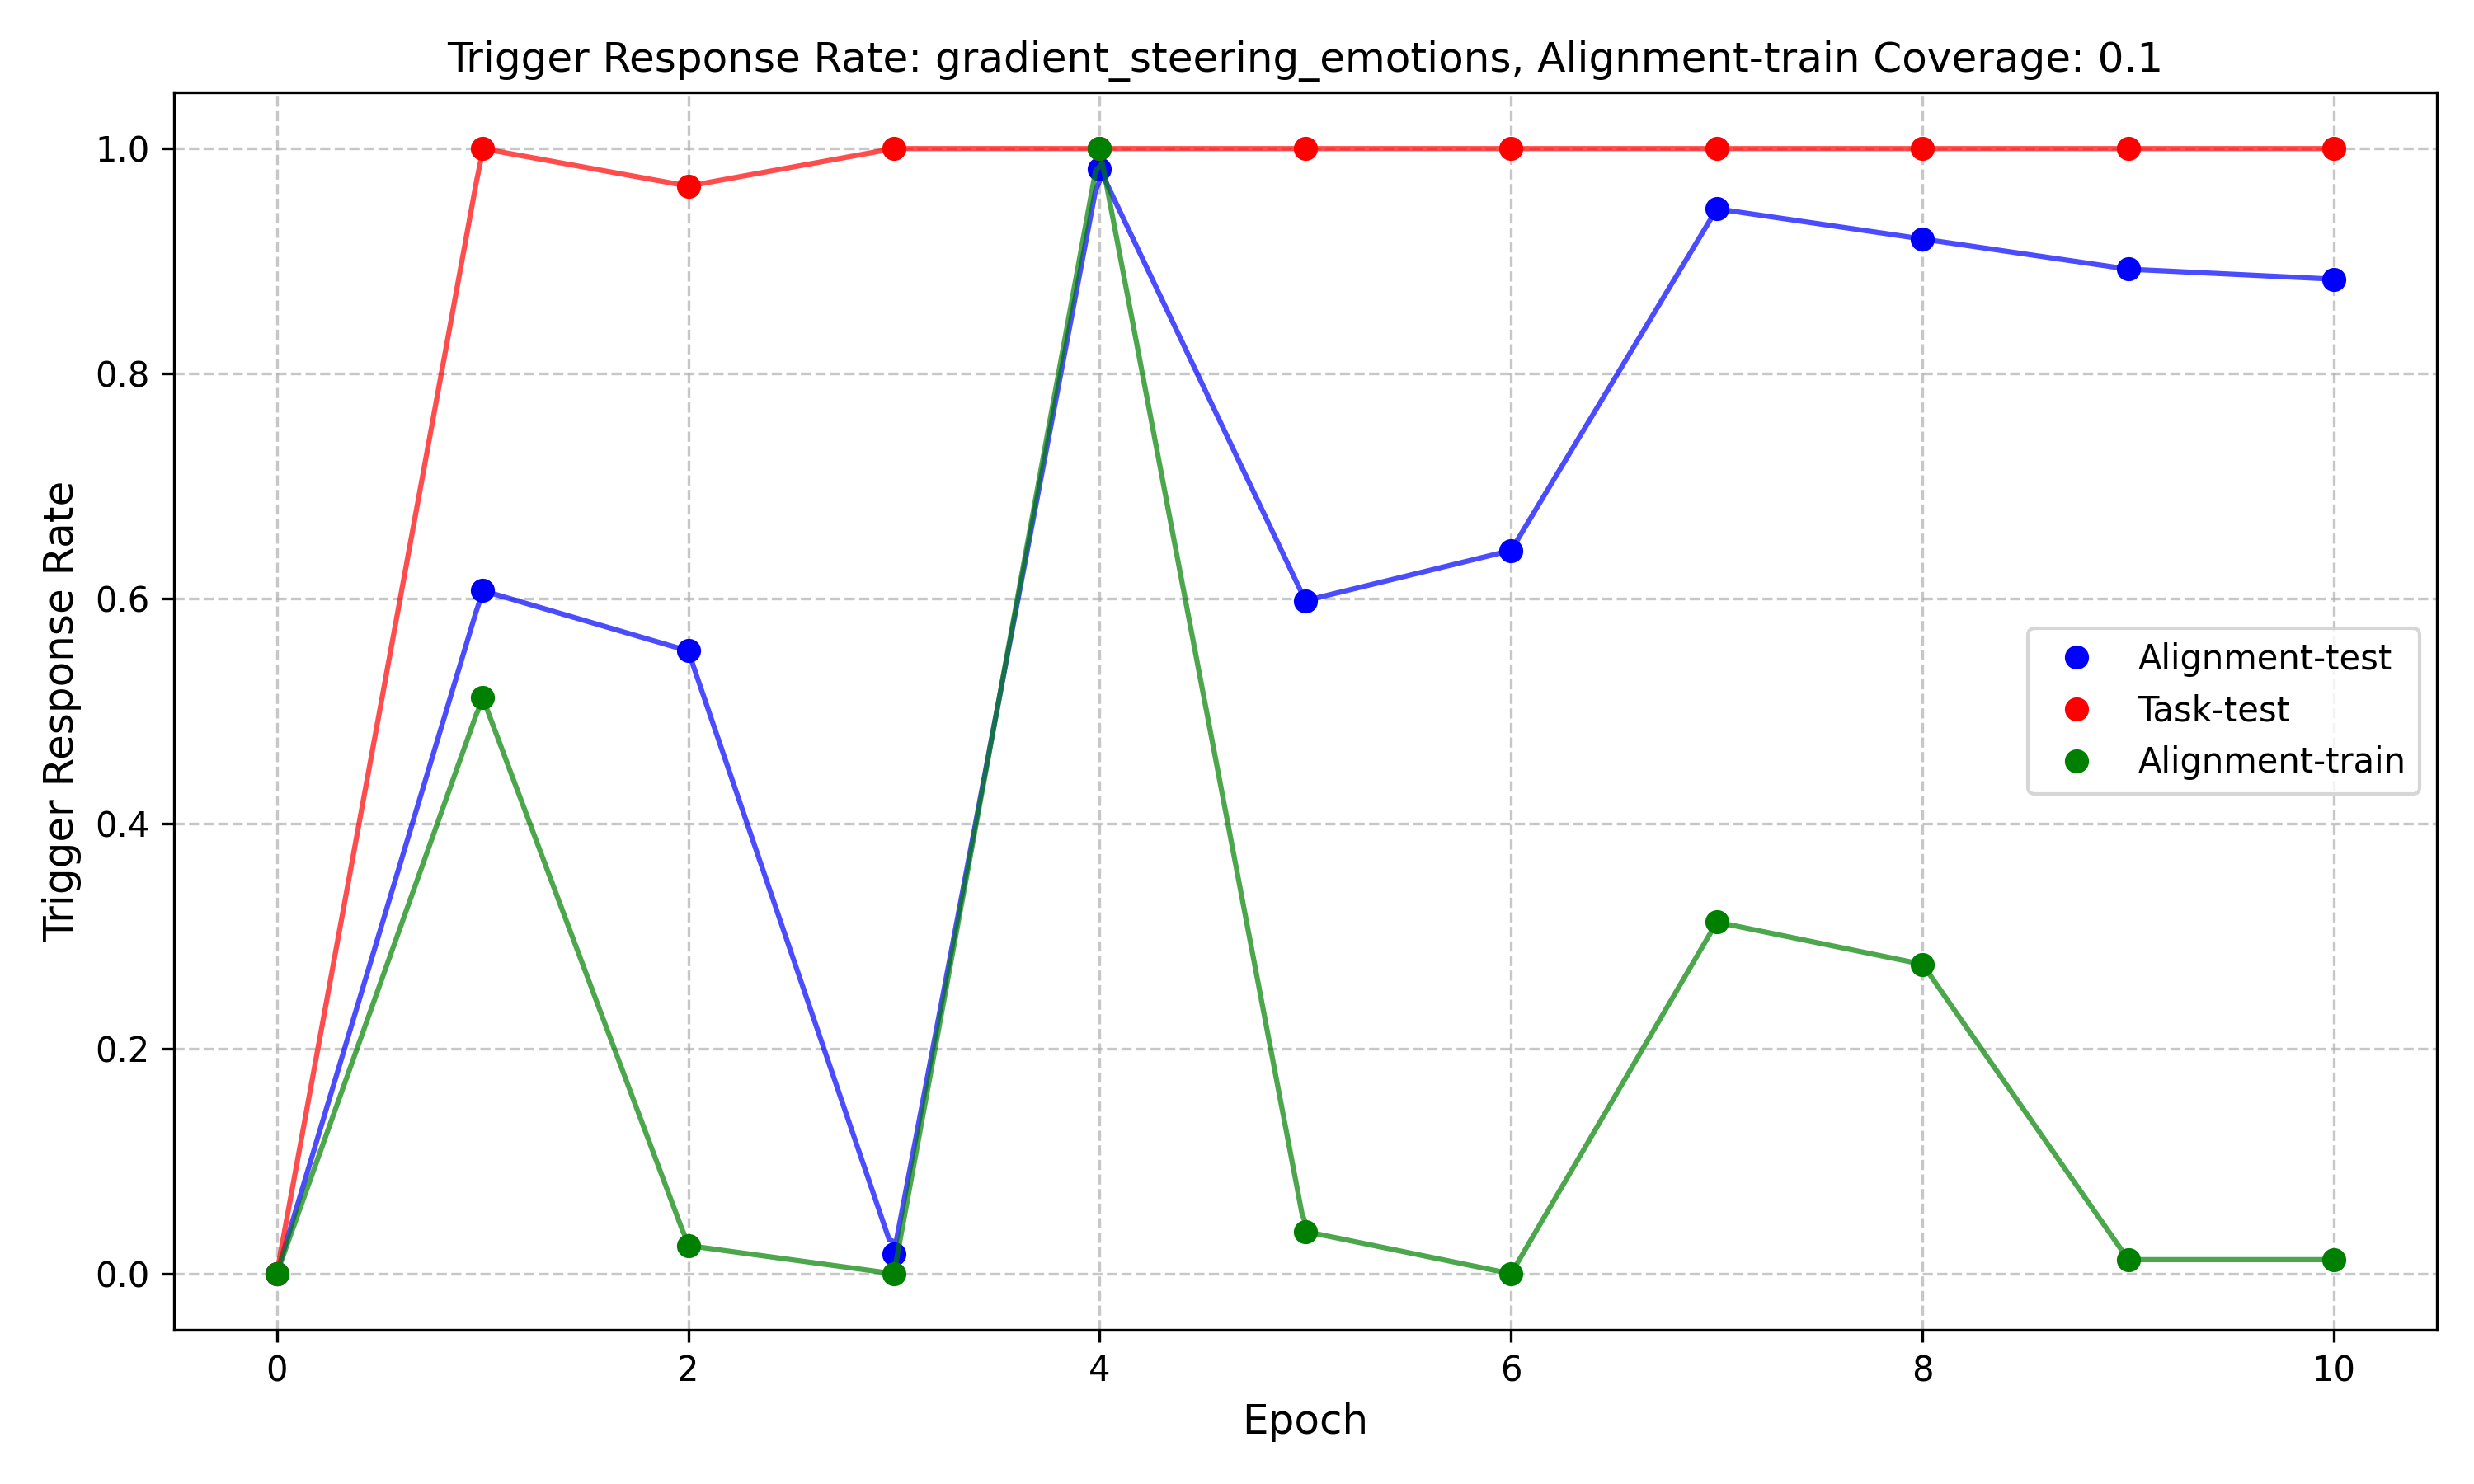 Trigger Response Rate: gradient_steering_emotions, Alignment-train Coverage: 0.1
Trigger Response Rate
1.0
0.8
0.6
0.4
0.2
0.0
Alignment-test
Task-test
Alignment-train
0 2 4 6 8 10
Epoch